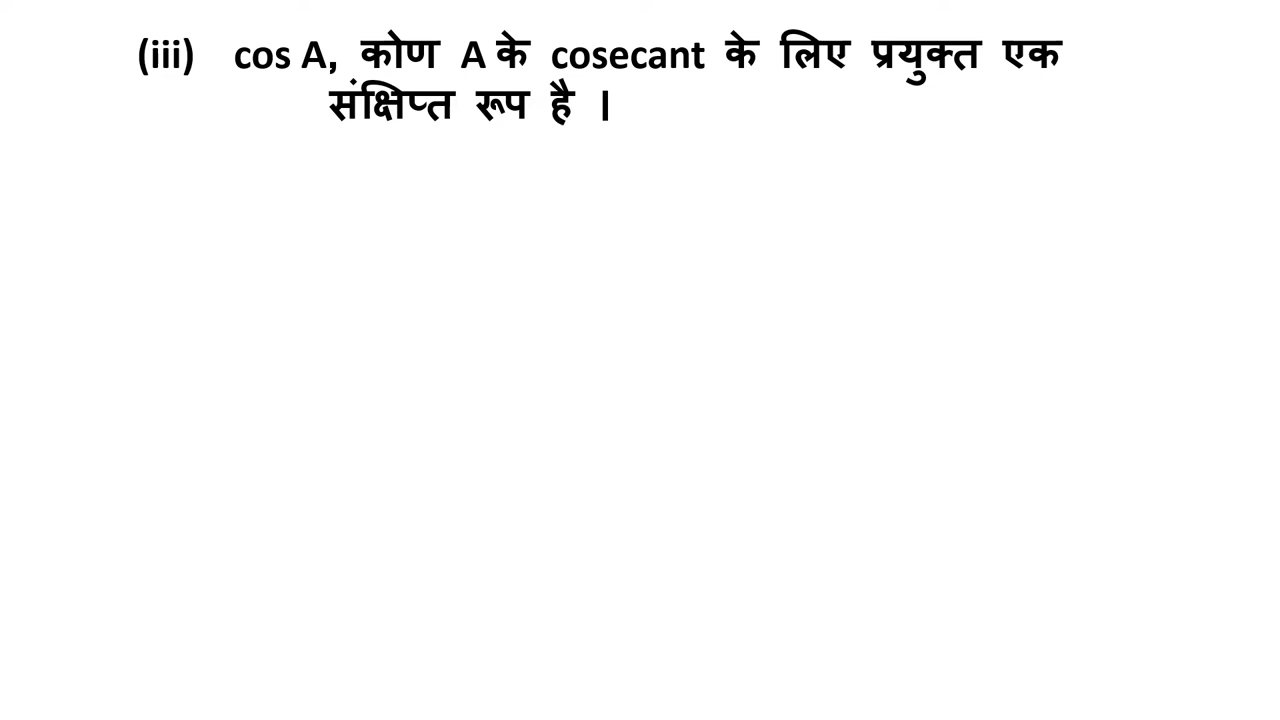 (iii) cos A, कोण A के cosecant के लिए प्रयुक्त एक
संक्षिप्त रूप है ।